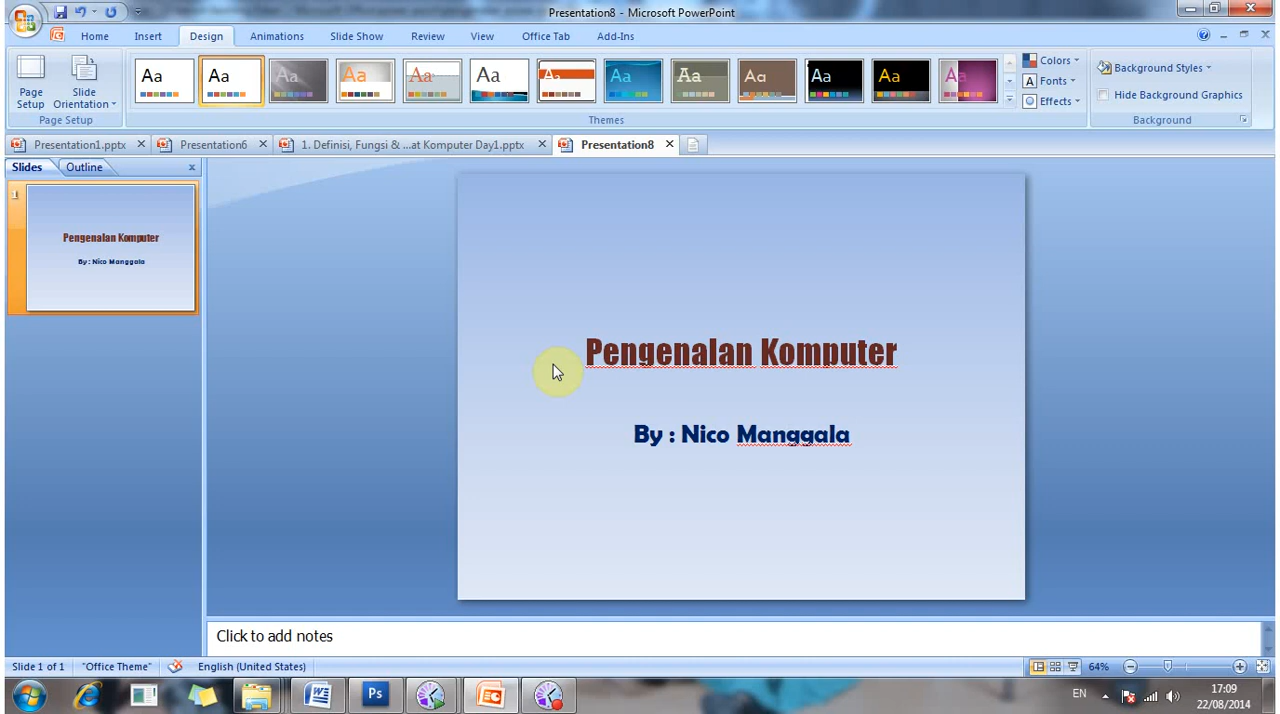 Presentation8 - Microsoft PowerPoint
Home Insert Design Animations Slide Show Review View Office Tab Add-Ins
Page Setup
Slide Orientation
Page Setup
Aa Aa Aa Aa Aa Aa Aa Aa Aa Aa Aa Aa Aa
Themes
Colors
Fonts
Effects
Background Styles
Hide Background Graphics
Background
Presentation1.pptx Presentation6 1. Definisi, Fungsi & ...at Komputer Day1.pptx Presentation8
Slides Outline
1
Pengenalan Komputer
By : Nico Manggala
Pengenalan Komputer
By : Nico Manggala
Click to add notes
Slide 1 of 1 "Office Theme" English (United States) 64%
Ps
EN
17:09
22/08/2014